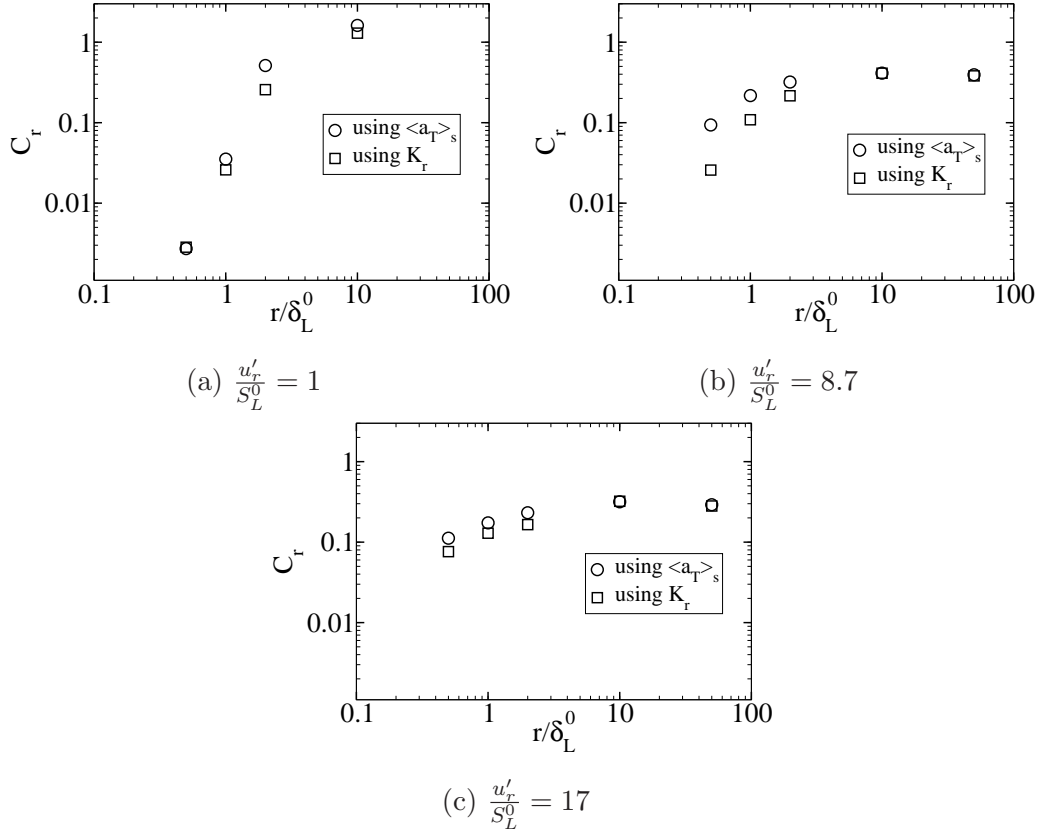 1
0.1
0.01
C_r
using <a_T>_s
using K_r
0.1 1 10 100
r/δ_L^0
(a) u'_r/S_L^0 = 1
1
0.1
0.01
C_r
using <a_T>_s
using K_r
0.1 1 10 100
r/δ_L^0
(b) u'_r/S_L^0 = 8.7
1
0.1
0.01
C_r
using <a_T>_s
using K_r
0.1 1 10 100
r/δ_L^0
(c) u'_r/S_L^0 = 17